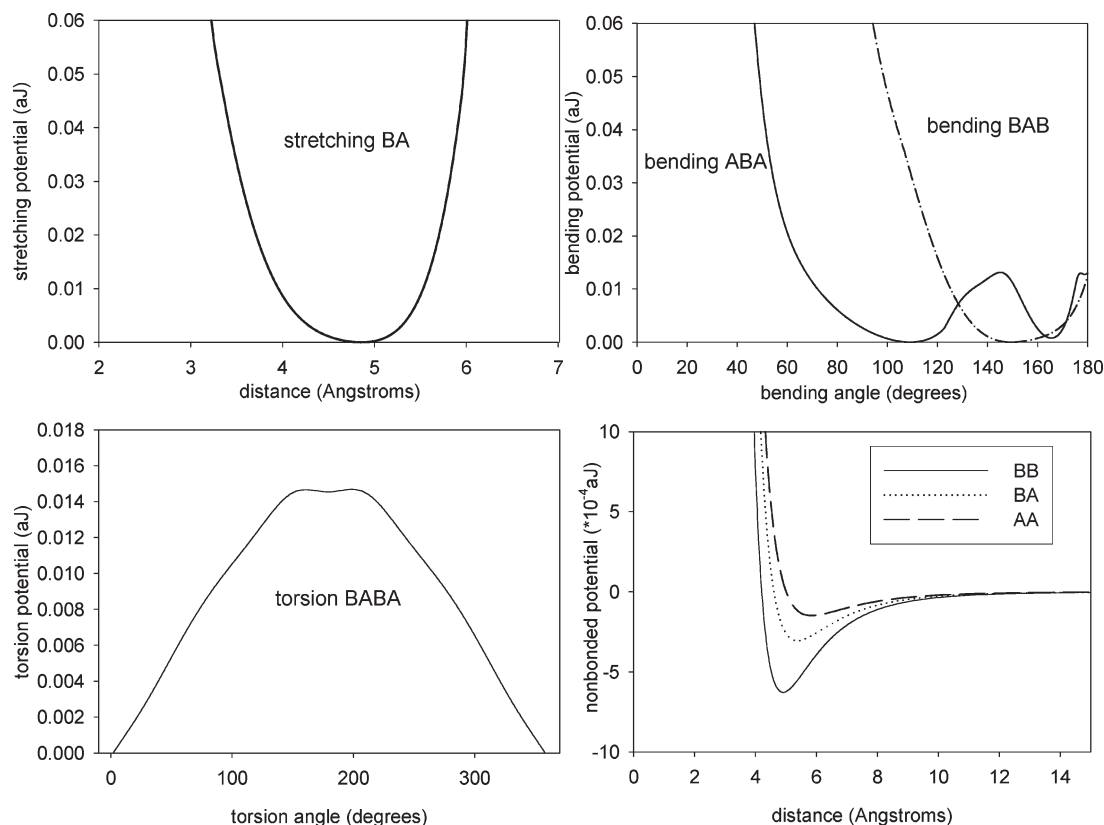 stretching potential (aJ)
0.06
0.05
0.04
0.03
0.02
0.01
0.00
stretching BA
2 3 4 5 6 7
distance (Angstroms)
bending potential (aJ)
0.06
0.05
0.04
0.03
0.02
0.01
0.00
bending ABA
bending BAB
0 20 40 60 80 100 120 140 160 180
bending angle (degrees)
torsion potential (aJ)
0.018
0.016
0.014
0.012
0.010
0.008
0.006
0.004
0.002
0.000
torsion BABA
0 100 200 300
torsion angle (degrees)
nonbonded potential (*10⁻⁴aJ)
10
5
0
-5
-10
BB
BA
AA
0 2 4 6 8 10 12 14
distance (Angstroms)